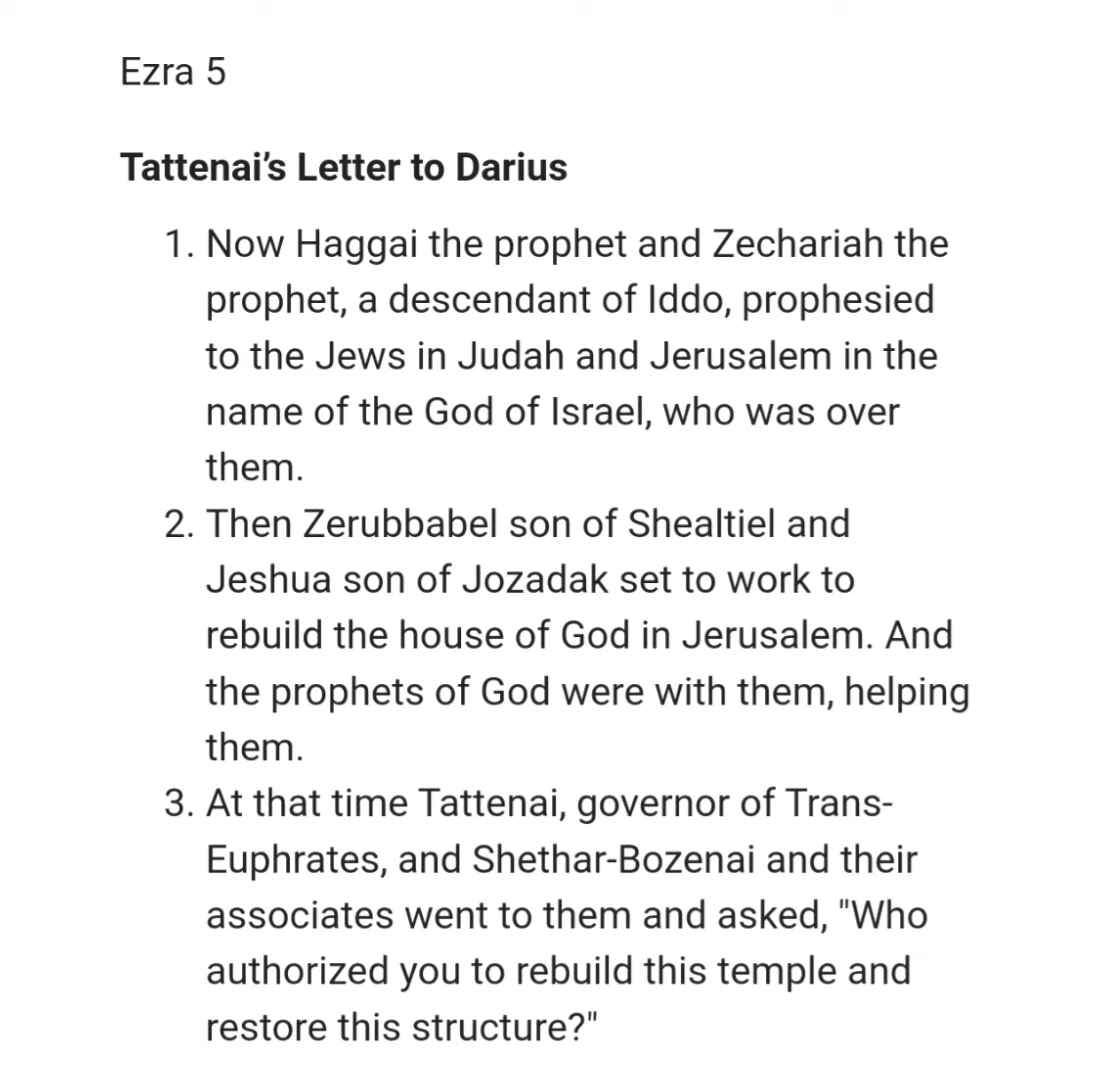 Ezra 5
Tattenai’s Letter to Darius
1. Now Haggai the prophet and Zechariah the
prophet, a descendant of Iddo, prophesied
to the Jews in Judah and Jerusalem in the
name of the God of Israel, who was over
them.
2. Then Zerubbabel son of Shealtiel and
Jeshua son of Jozadak set to work to
rebuild the house of God in Jerusalem. And
the prophets of God were with them, helping
them.
3. At that time Tattenai, governor of Trans-
Euphrates, and Shethar-Bozenai and their
associates went to them and asked, "Who
authorized you to rebuild this temple and
restore this structure?"